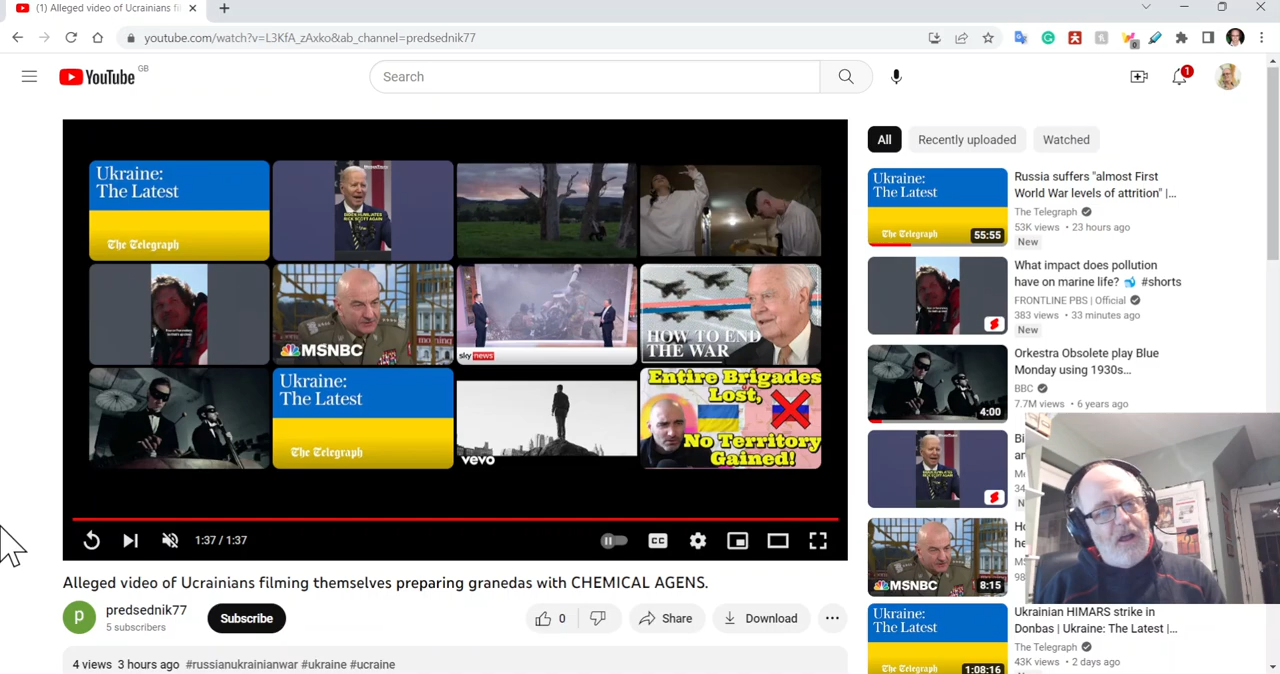 (1) Alleged video of Ucrainians fi
youtube.com/watch?v=L3KfA_zAxko&ab_channel=predsednik77
0
YouTube GB
Search
1
Ukraine:
The Latest
The Telegraph
MSNBC
sky news
HOW TO END
THE WAR
Ukraine:
The Latest
The Telegraph
vevo
Entire Brigades
Lost,
No Territory
Gained!
1:37 / 1:37
CC
Alleged video of Ucrainians filming themselves preparing granedas with CHEMICAL AGENS.
p
predsednik77
5 subscribers
Subscribe
0
Share
Download
4 views 3 hours ago #russianukrainianwar #ukraine #ucraine
All
Recently uploaded
Watched
Ukraine:
The Latest
The Telegraph
55:55
Russia suffers "almost First
World War levels of attrition" |...
The Telegraph
53K views • 23 hours ago
New
What impact does pollution
have on marine life? #shorts
FRONTLINE PBS | Official
383 views • 33 minutes ago
New
4:00
Orkestra Obsolete play Blue
Monday using 1930s...
BBC
7.7M views • 6 years ago
MSNBC
8:15
Ukraine:
The Latest
The Telegraph
1:08:16
Ukrainian HIMARS strike in
Donbas | Ukraine: The Latest |...
The Telegraph
43K views • 2 days ago